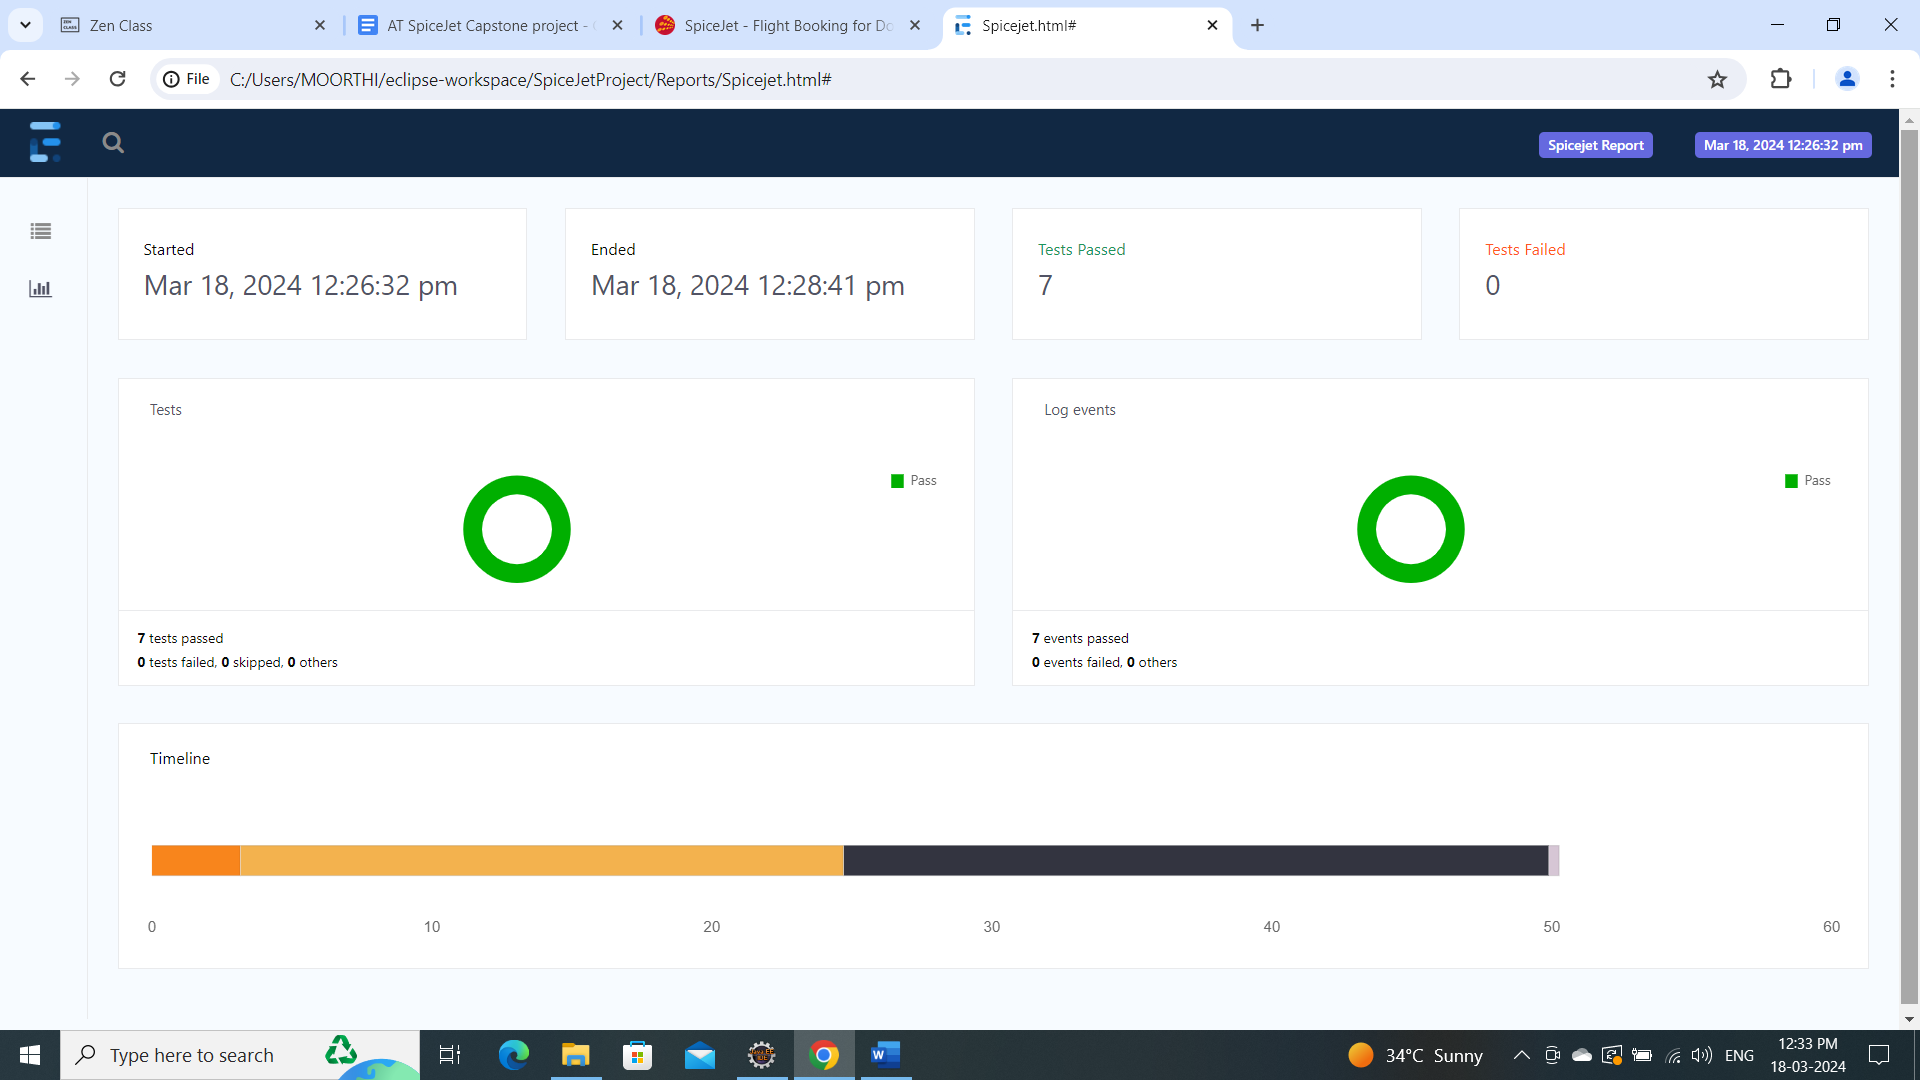 Zen Class
AT SpiceJet Capstone project -
SpiceJet - Flight Booking for Do
Spicejet.html#
File
C:/Users/MOORTHI/eclipse-workspace/SpiceJetProject/Reports/Spicejet.html#
Spicejet Report
Mar 18, 2024 12:26:32 pm
Started
Mar 18, 2024 12:26:32 pm
Ended
Mar 18, 2024 12:28:41 pm
Tests Passed
7
Tests Failed
0
Tests
Pass
7 tests passed
0 tests failed, 0 skipped, 0 others
Log events
Pass
7 events passed
0 events failed, 0 others
Timeline
0 10 20 30 40 50 60
Type here to search
34°C Sunny
ENG
12:33 PM
18-03-2024